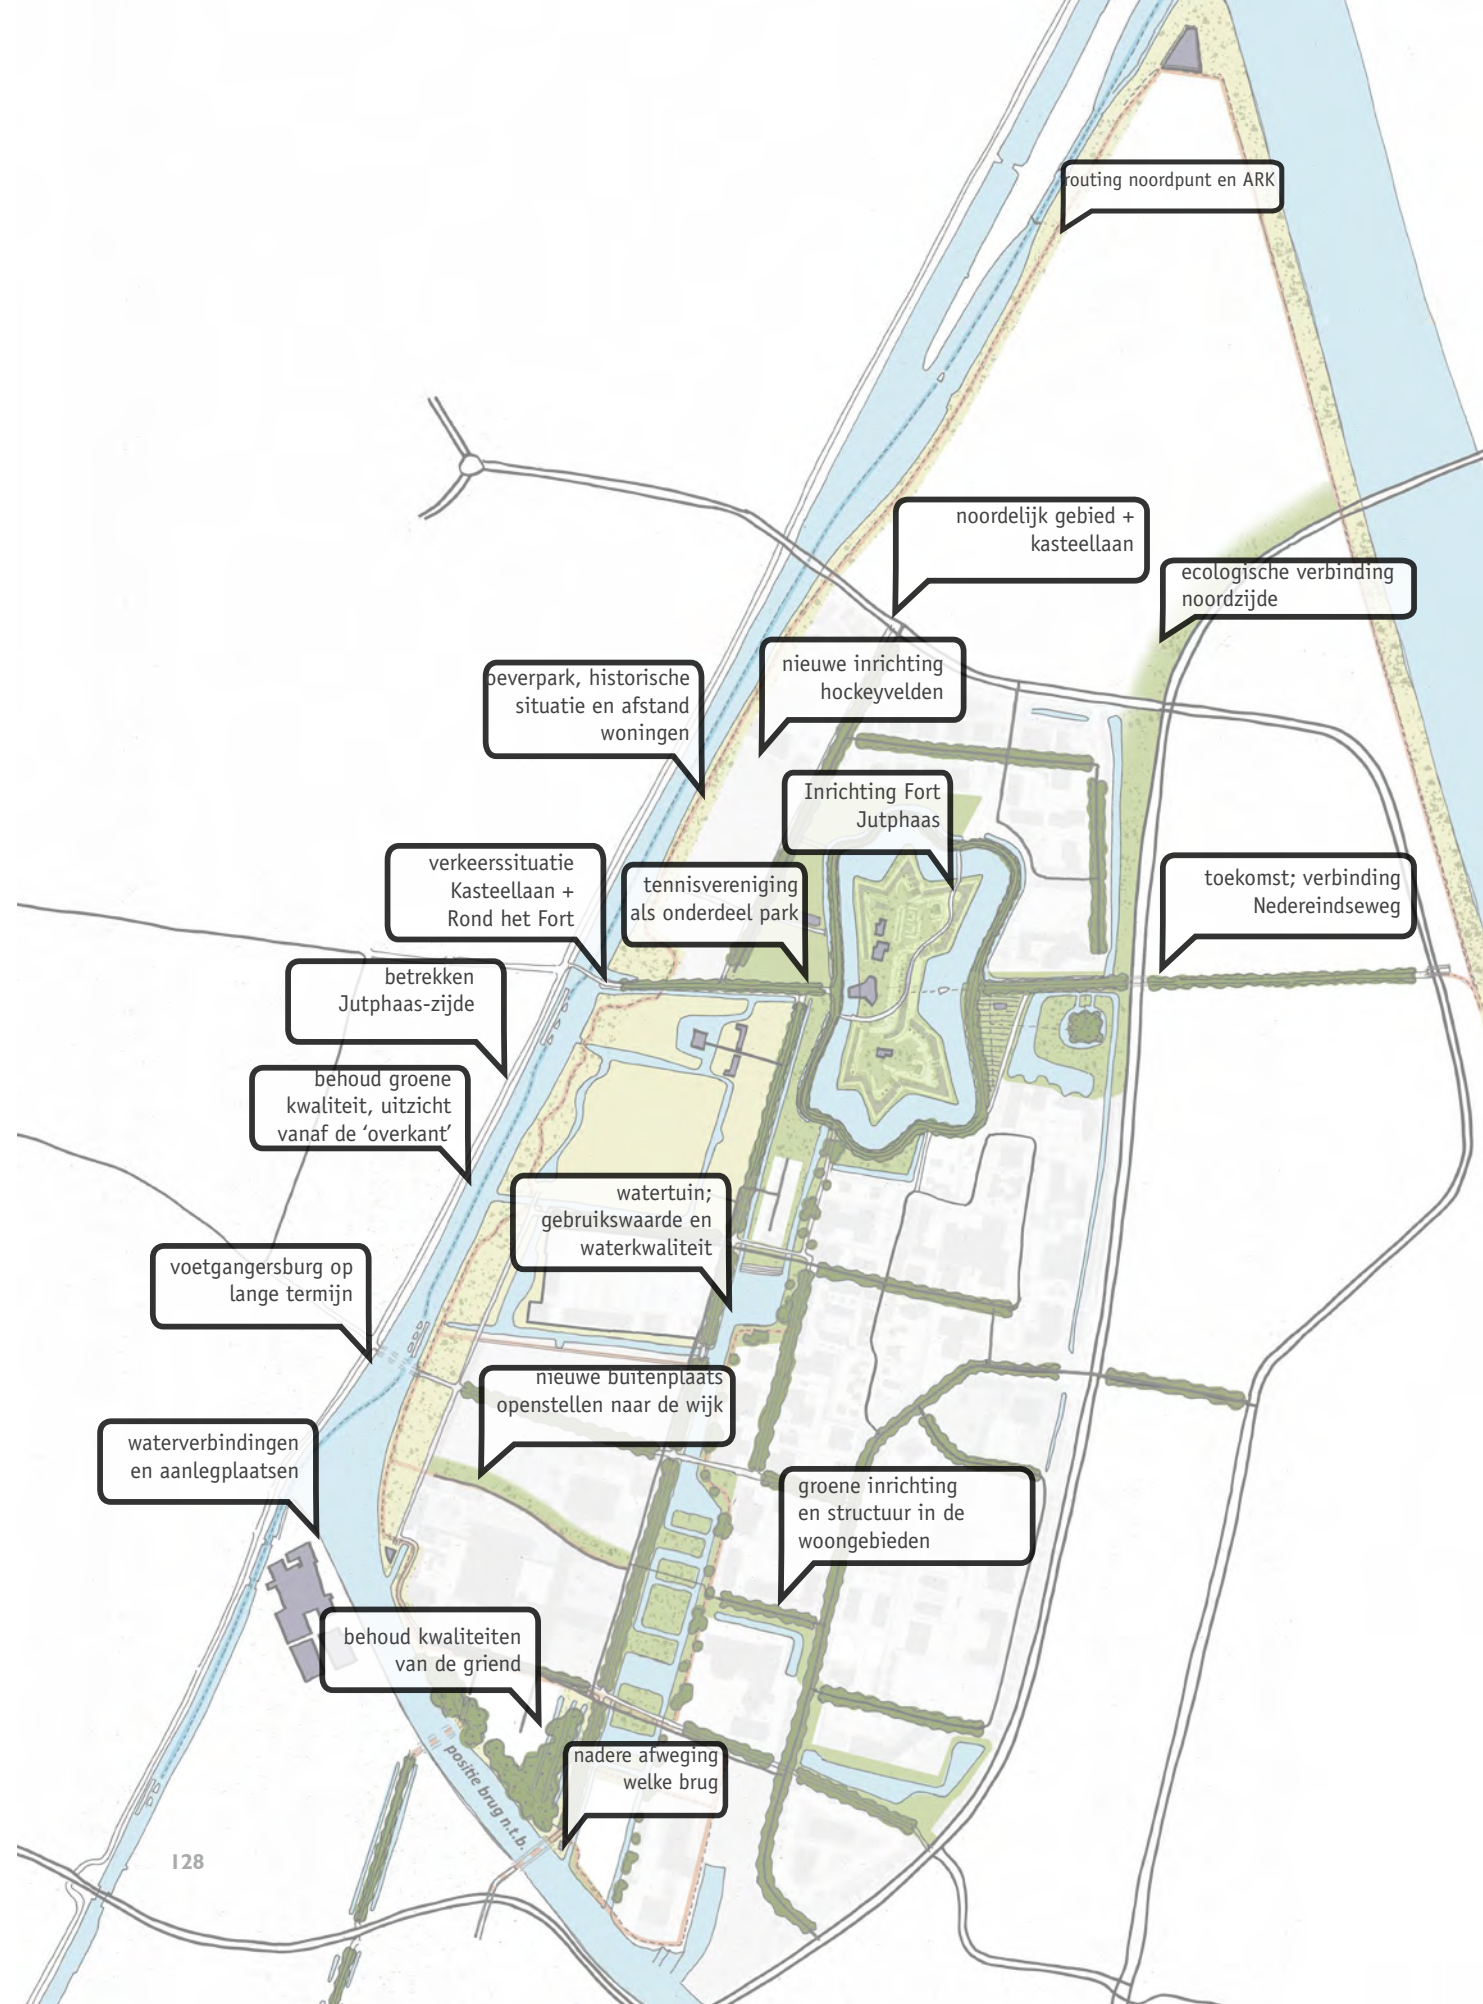 routing noordpunt en ARK
noordelijk gebied +
kasteellaan
ecologische verbinding
noordzijde
nieuwe inrichting
hockeyvelden
oeverpark, historische
situatie en afstand
woningen
Inrichting Fort
Jutphaas
verkeerssituatie
Kasteellaan +
Rond het Fort
tennisvereniging
als onderdeel park
toekomst; verbinding
Nedereindseweg
betrekken
Jutphaas-zijde
behoud groene
kwaliteit, uitzicht
vanaf de ‘overkant’
watertuin;
gebruikswaarde en
waterkwaliteit
voetgangersburg op
lange termijn
nieuwe buitenplaats
openstellen naar de wijk
waterverbindingen
en aanlegplaatsen
groene inrichting
en structuur in de
woongebieden
behoud kwaliteiten
van de griend
nadere afweging
welke brug
positie brug n.t.b.
128